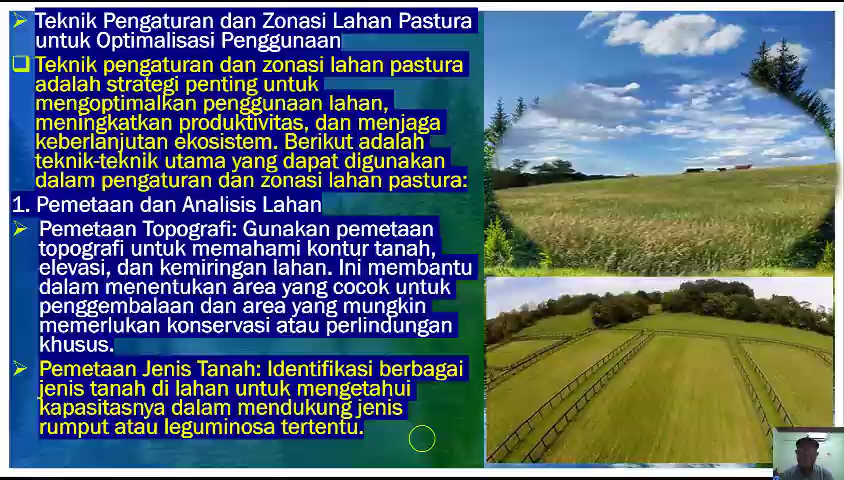 Teknik Pengaturan dan Zonasi Lahan Pastura
untuk Optimalisasi Penggunaan
Teknik pengaturan dan zonasi lahan pastura
adalah strategi penting untuk
mengoptimalkan penggunaan lahan,
meningkatkan produktivitas, dan menjaga
keberlanjutan ekosistem. Berikut adalah
teknik-teknik utama yang dapat digunakan
dalam pengaturan dan zonasi lahan pastura:
1. Pemetaan dan Analisis Lahan
Pemetaan Topografi: Gunakan pemetaan
topografi untuk memahami kontur tanah,
elevasi, dan kemiringan lahan. Ini membantu
dalam menentukan area yang cocok untuk
penggembalaan dan area yang mungkin
memerlukan konservasi atau perlindungan
khusus.
Pemetaan Jenis Tanah: Identifikasi berbagai
jenis tanah di lahan untuk mengetahui
kapasitasnya dalam mendukung jenis
rumput atau leguminosa tertentu.